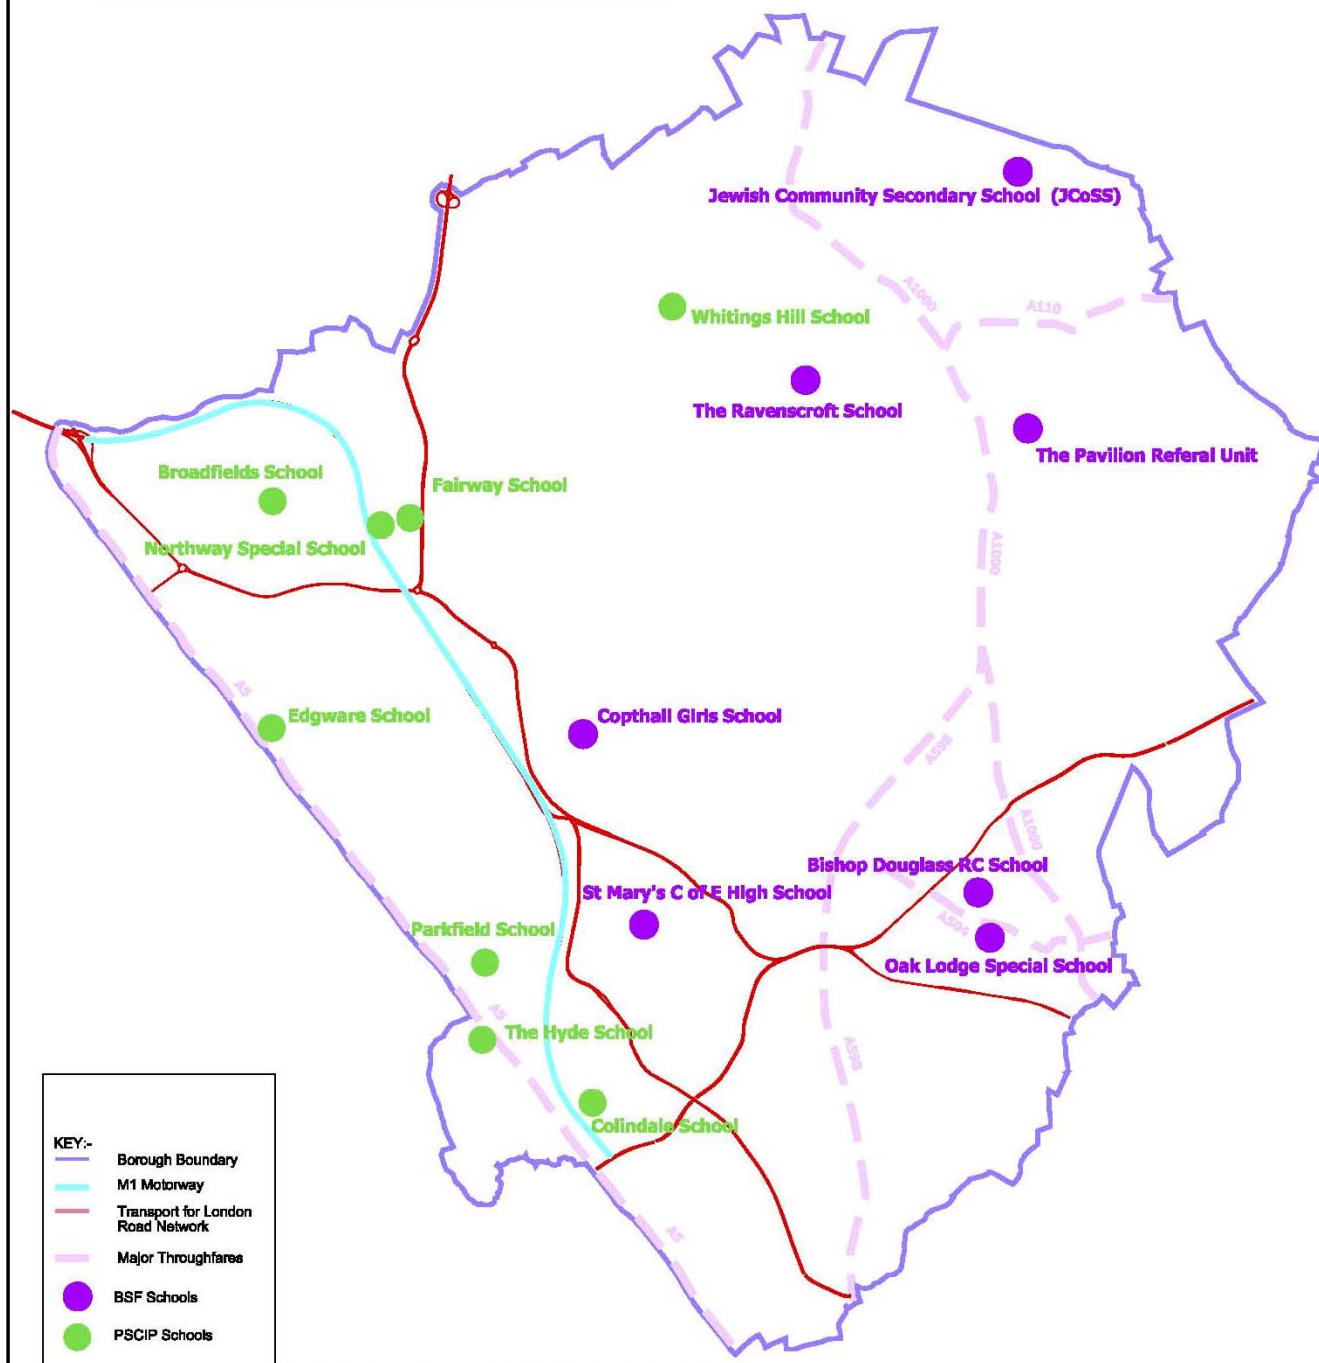 Jewish Community Secondary School (JCoSS)
A1000
A110
Whitings Hill School
The Ravenscroft School
The Pavilion Referal Unit
Broadfields School
Fairway School
Northway Special School
A1000
A5
Edgware School
Copthall Girls School
A598
A1000
Bishop Douglass RC School
St Mary's C of E High School
A504
Parkfield School
Oak Lodge Special School
A5
The Hyde School
A598
Colindale School
A5
KEY:-
Borough Boundary
M1 Motorway
Transport for London
Road Network
Major Throughfares
BSF Schools
PSCIP Schools